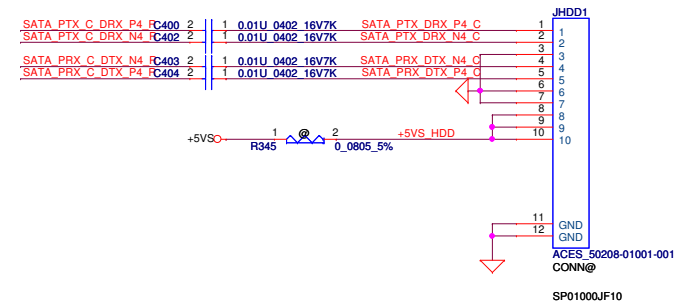 JHDD1
SATA_PTX_C_DRX_P4_R C400 2 1 0.01U_0402_16V7K SATA_PTX_DRX_P4_C 1 1
SATA_PTX_C_DRX_N4_R C402 2 1 0.01U_0402_16V7K SATA_PTX_DRX_N4_C 2 2
3 3
SATA_PRX_C_DTX_N4_R C403 2 1 0.01U_0402_16V7K SATA_PRX_DTX_N4_C 4 4
SATA_PRX_C_DTX_P4_R C404 2 1 0.01U_0402_16V7K SATA_PRX_DTX_P4_C 5 5
6 6
7 7
8 8
9 9
+5VS 1 @ 2 +5VS_HDD 10 10
R345 0_0805_5%
11 GND
12 GND
ACES_50208-01001-001
CONN@
SP01000JF10